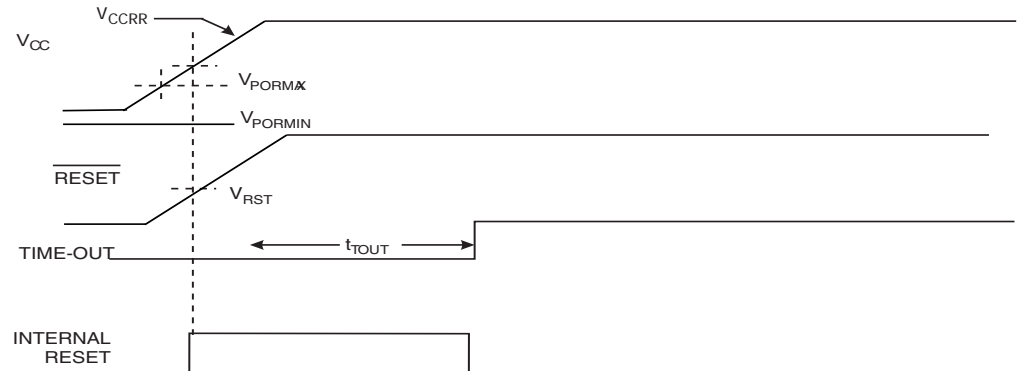 VCCRR
VCC
VPORMAX
VPORMIN
RESET
VRST
TIME-OUT
tTOUT
INTERNAL
RESET